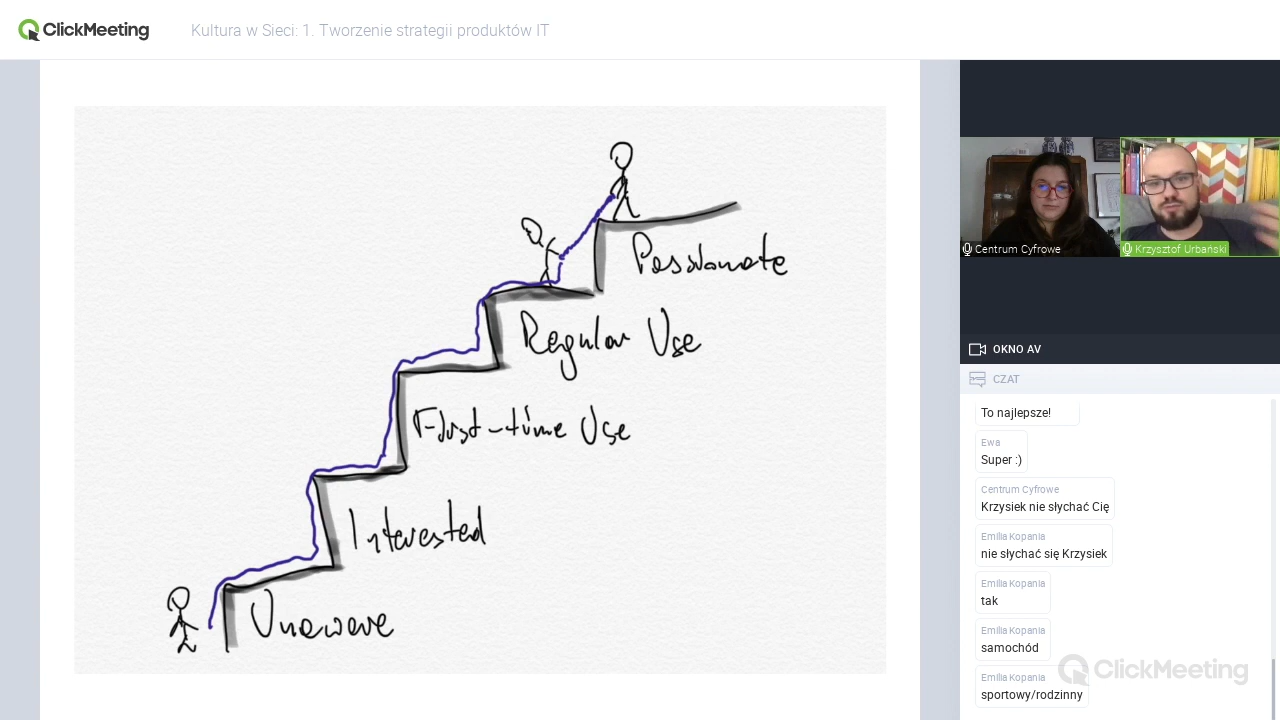 ClickMeeting
Kultura w Sieci: 1. Tworzenie strategii produktów IT
Passionate
Regular Use
First-time Use
Interested
Unaware
Centrum Cyfrowe
Krzysztof Urbański
OKNO AV
CZAT
To najlepsze!
Ewa
Super :)
Centrum Cyfrowe
Krzysiek nie słychać Cię
Emilia Kopania
nie słychać się Krzysiek
Emilia Kopania
tak
Emilia Kopania
samochód
Emilia Kopania
sportowy/rodzinny
ClickMeeting